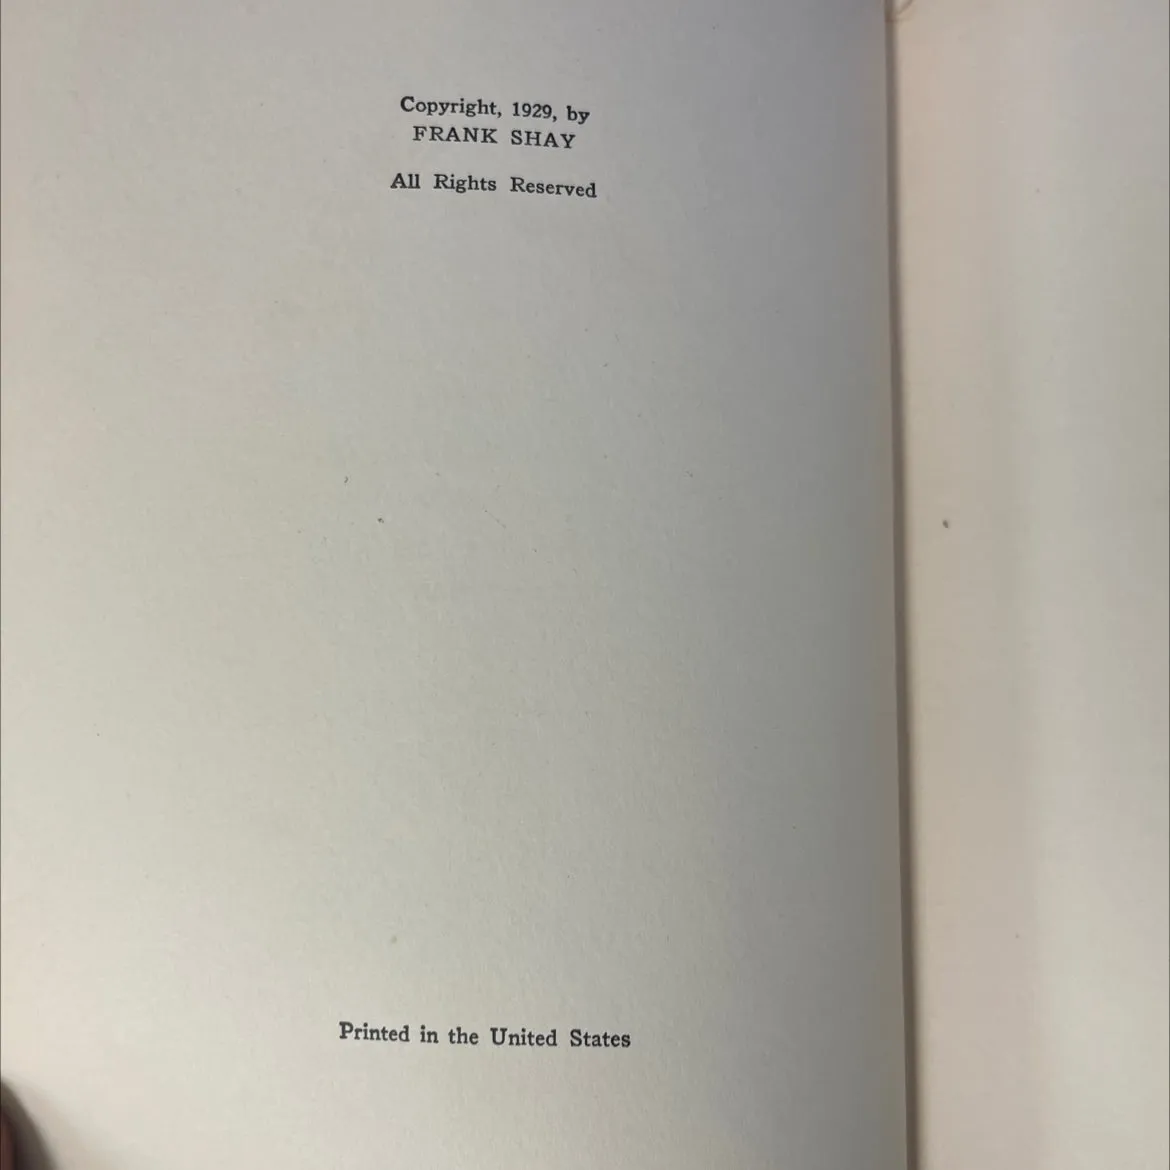 Copyright, 1929, by
FRANK SHAY
All Rights Reserved
Printed in the United States